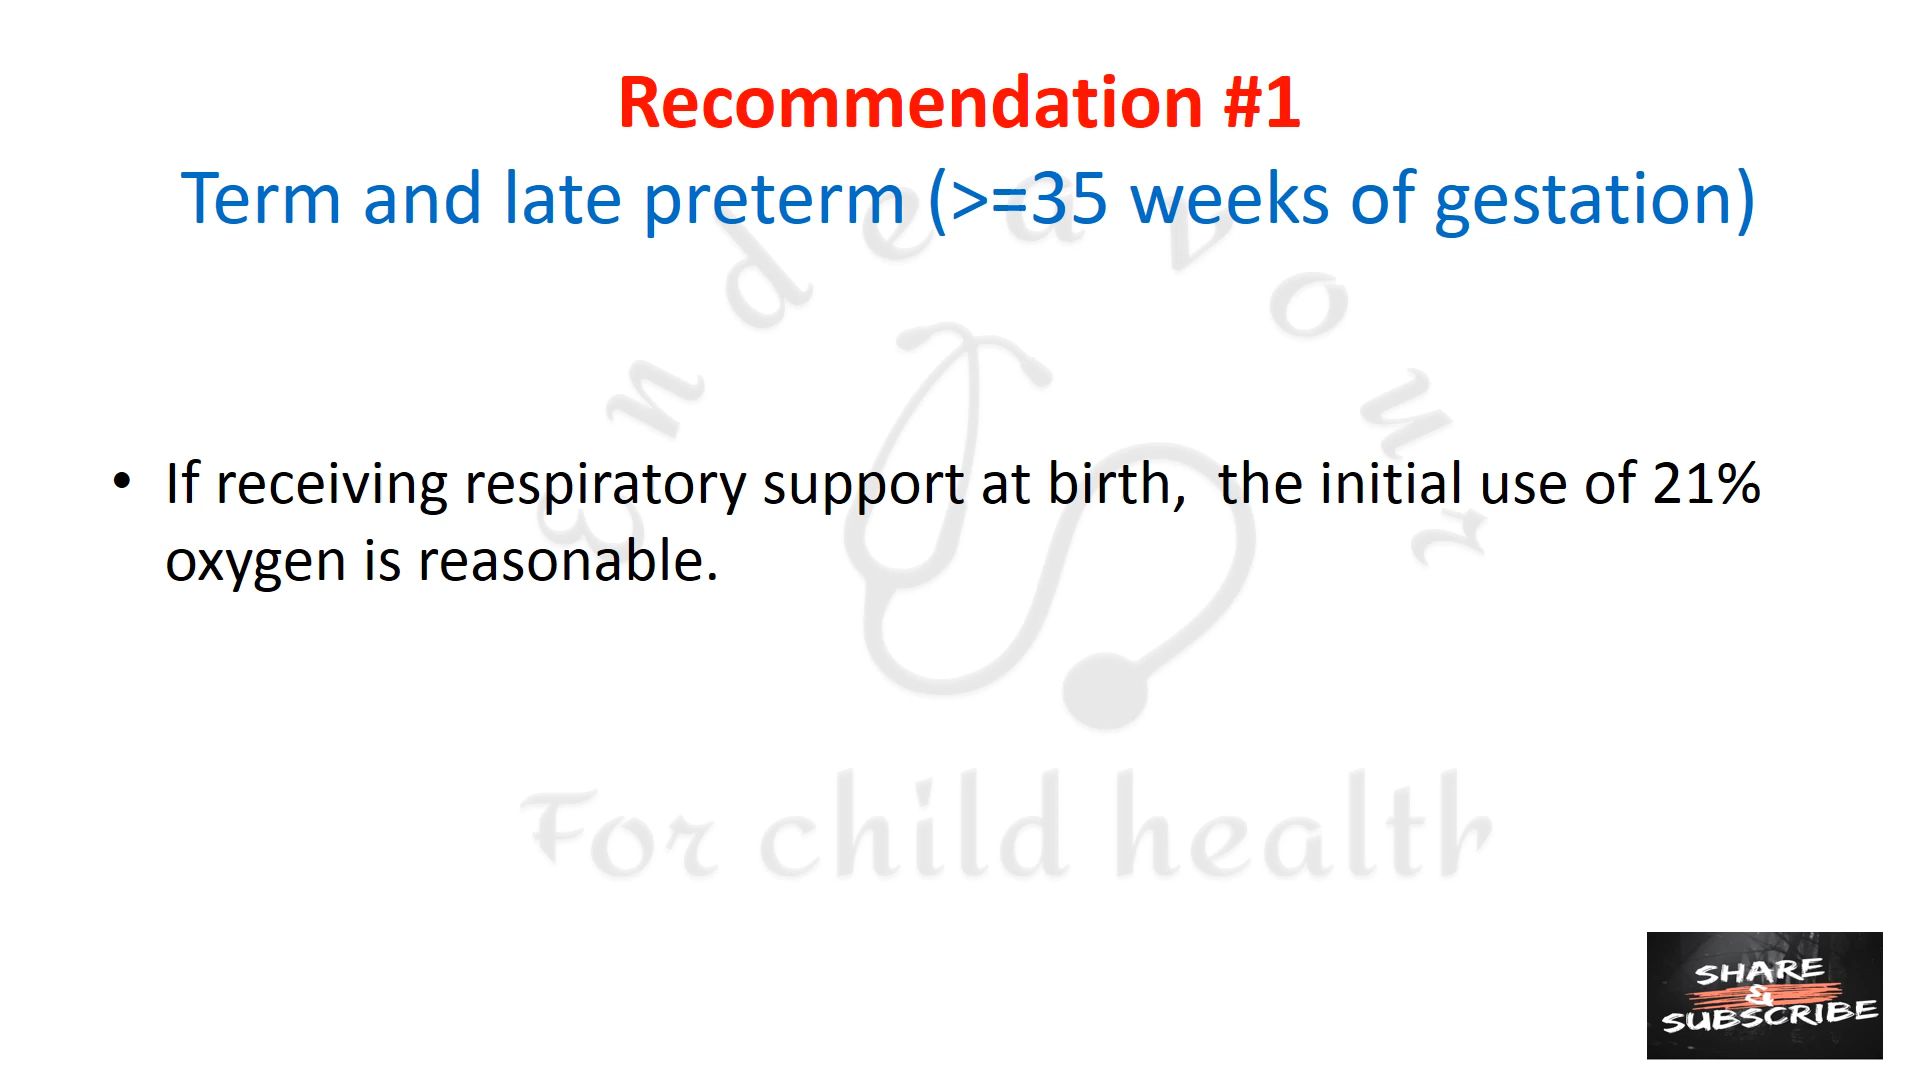 Recommendation #1
Term and late preterm (>=35 weeks of gestation)
• If receiving respiratory support at birth, the initial use of 21%
oxygen is reasonable.
Endeavour
For child health
SHARE
&
SUBSCRIBE